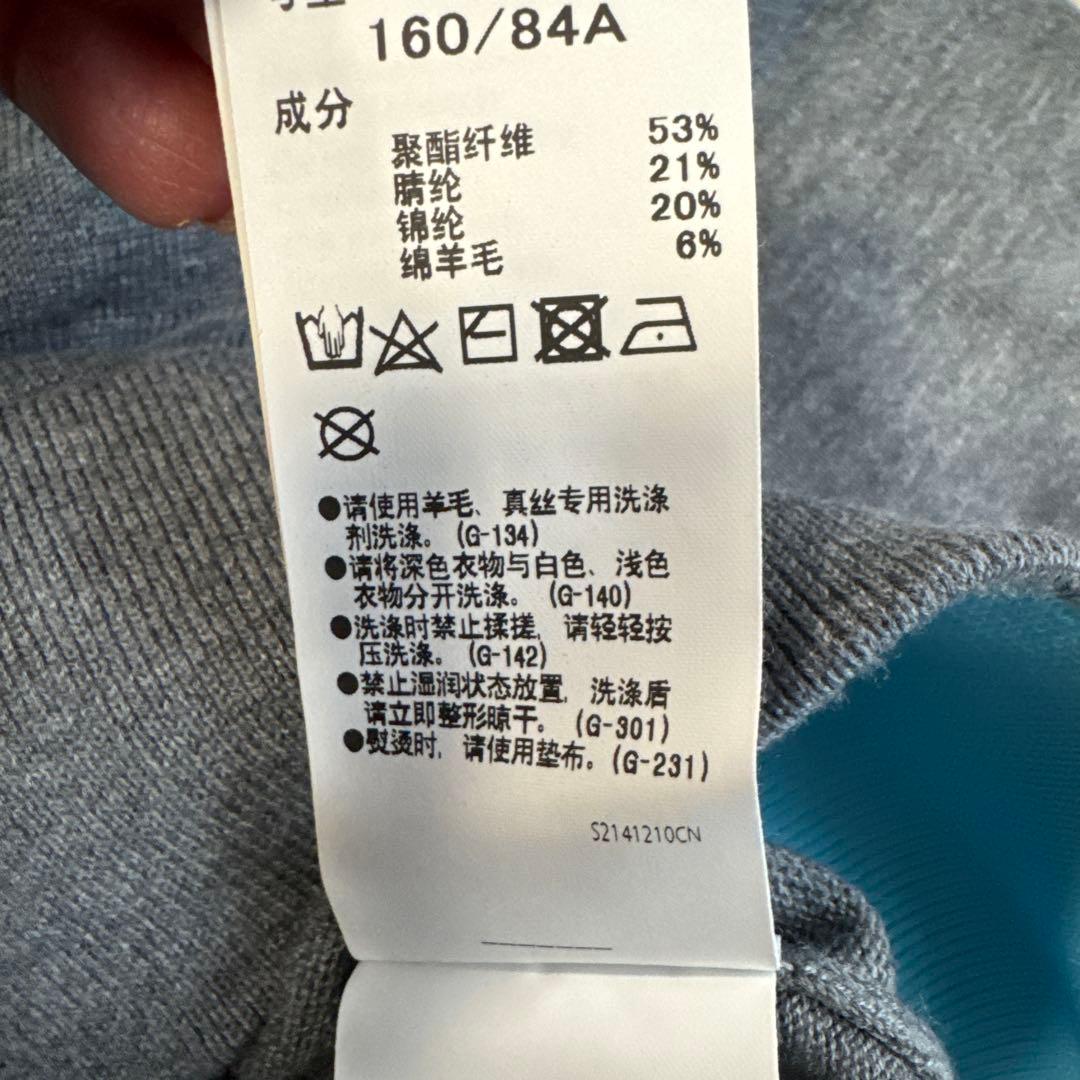 160/84A
成分
聚酯纤维 53%
腈纶 21%
锦纶 20%
绵羊毛 6%
●请使用羊毛、真丝专用洗涤
剂洗涤。(G-134)
●请将深色衣物与白色、浅色
衣物分开洗涤。(G-140)
●洗涤时禁止揉搓，请轻轻按
压洗涤。(G-142)
●禁止湿润状态放置，洗涤后
请立即整形晾干。(G-301)
●熨烫时，请使用垫布。(G-231)
S2141210CN